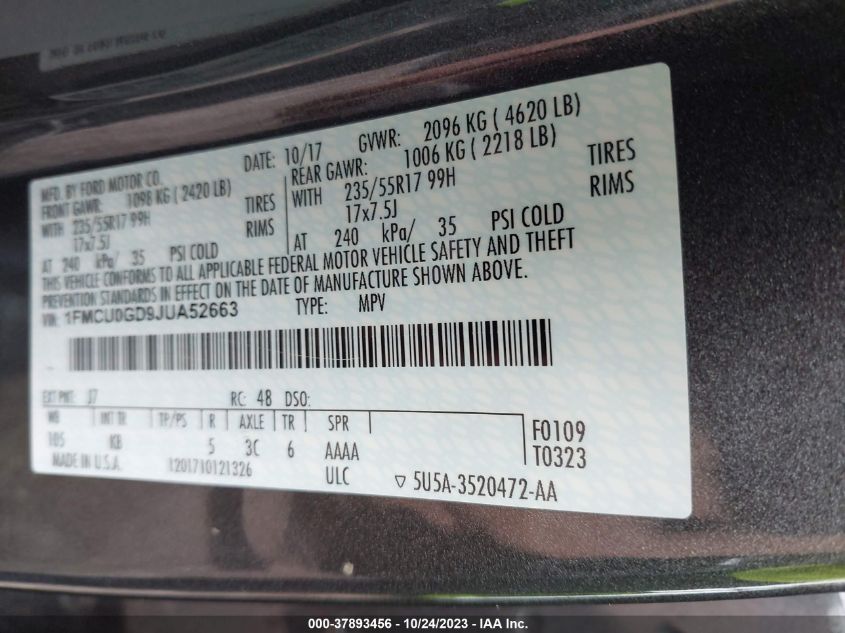 MFD. BY FORD MOTOR CO.
DATE: 10/17 GVWR: 2096 KG ( 4620 LB)
FRONT GAWR: 1098 KG ( 2420 LB)
WITH 235/55R17 99H TIRES
17x7.5J RIMS
AT 240 kPa/ 35 PSI COLD
REAR GAWR: 1006 KG ( 2218 LB)
WITH 235/55R17 99H TIRES
17x7.5J RIMS
AT 240 kPa/ 35 PSI COLD
THIS VEHICLE CONFORMS TO ALL APPLICABLE FEDERAL MOTOR VEHICLE SAFETY AND THEFT
PREVENTION STANDARDS IN EFFECT ON THE DATE OF MANUFACTURE SHOWN ABOVE.
VIN: 1FMCU0GD9JUA52663 TYPE: MPV
EXT PNT: J7 RC: 48 DSO:
WB INT TR TP/PS R AXLE TR SPR
105 KB 5 3C 6 AAAA
F0109
T0323
MADE IN U.S.A. 1201710121326 ULC
5U5A-3520472-AA
000-37893456 - 10/24/2023 - IAA Inc.